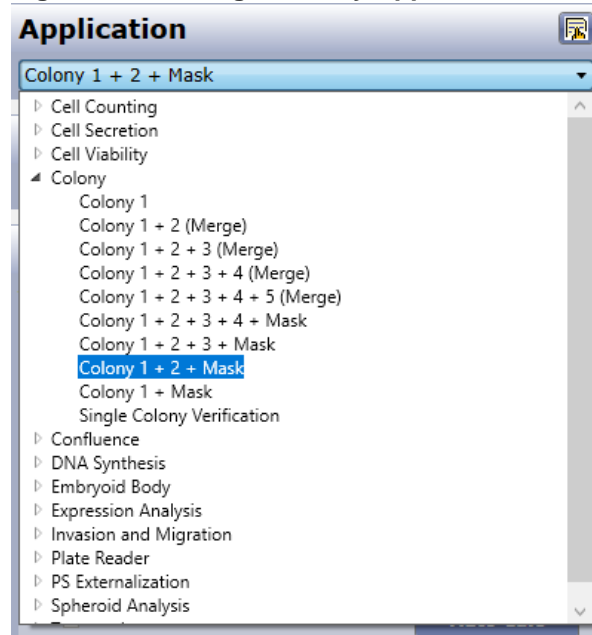 Application
Colony 1 + 2 + Mask
Cell Counting
Cell Secretion
Cell Viability
Colony
Colony 1
Colony 1 + 2 (Merge)
Colony 1 + 2 + 3 (Merge)
Colony 1 + 2 + 3 + 4 (Merge)
Colony 1 + 2 + 3 + 4 + 5 (Merge)
Colony 1 + 2 + 3 + 4 + Mask
Colony 1 + 2 + 3 + Mask
Colony 1 + 2 + Mask
Colony 1 + Mask
Single Colony Verification
Confluence
DNA Synthesis
Embryoid Body
Expression Analysis
Invasion and Migration
Plate Reader
PS Externalization
Spheroid Analysis